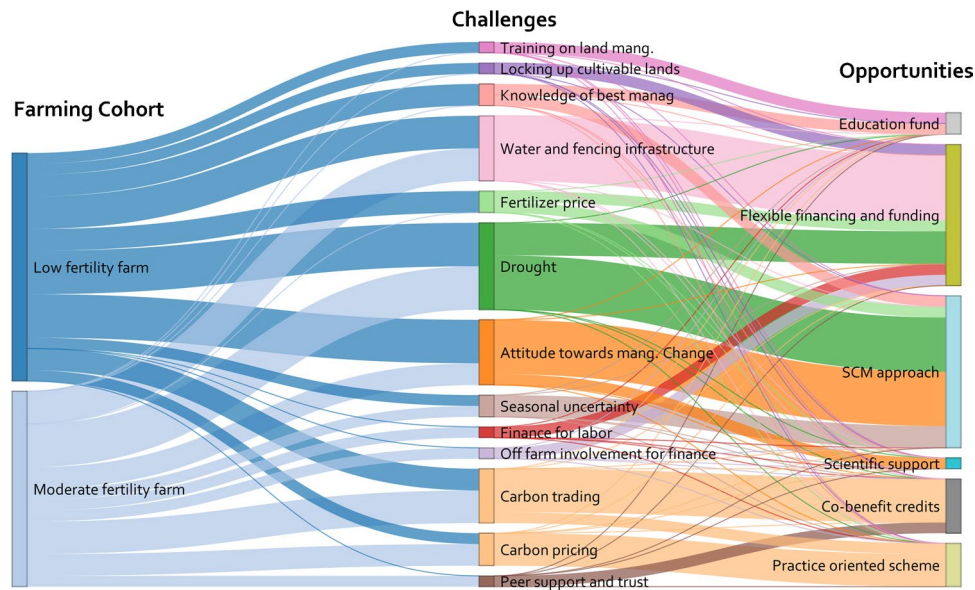 Challenges
Opportunities
Farming Cohort
Low fertility farm
Moderate fertility farm
Training on land mang.
Locking up cultivable lands
Knowledge of best manag
Water and fencing infrastructure
Fertilizer price
Drought
Attitude towards mang. Change
Seasonal uncertainty
Finance for labor
Off farm involvement for finance
Carbon trading
Carbon pricing
Peer support and trust
Education fund
Flexible financing and funding
SCM approach
Scientific support
Co-benefit credits
Practice oriented scheme